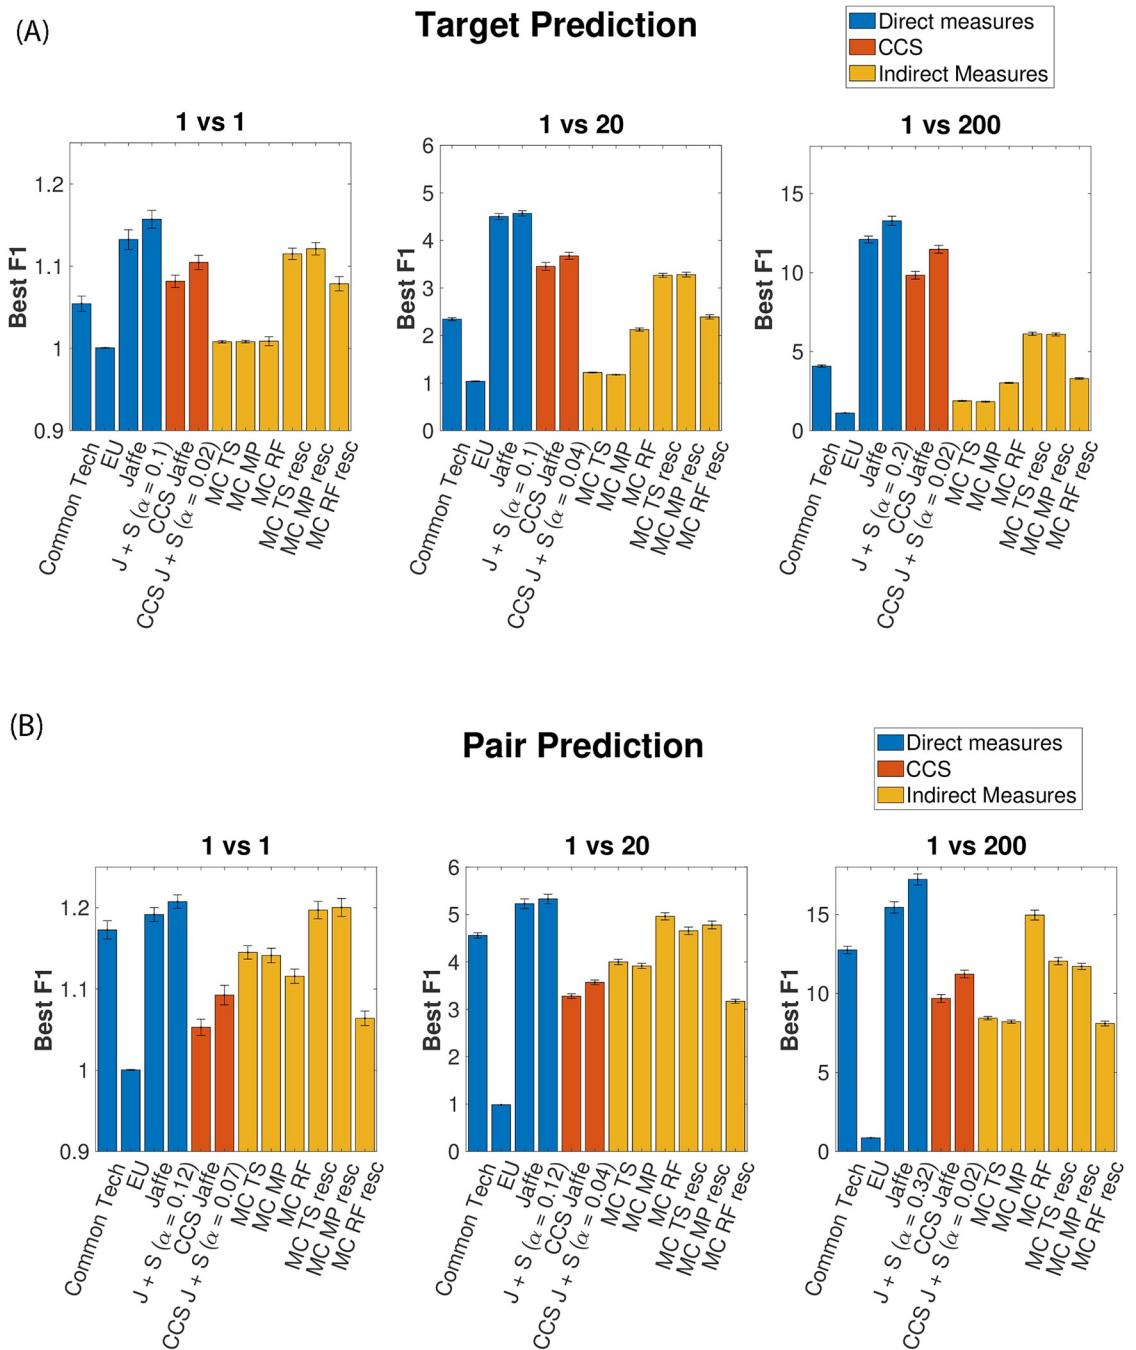 (A)
Target Prediction
Direct measures
CCS
Indirect Measures
1 vs 1
Best F1
1.2
1.1
1
0.9
Common Tech
EU
Jaffe
J + S (α = 0.1)
CCS Jaffe
CCS J + S (α = 0.02)
MC TS
MC MP
MC RF
MC TS resc
MC MP resc
MC RF resc
1 vs 20
Best F1
6
5
4
3
2
1
0
Common Tech
EU
Jaffe
J + S (α = 0.1)
CCS Jaffe
CCS J + S (α = 0.04)
MC TS
MC MP
MC RF
MC TS resc
MC MP resc
MC RF resc
1 vs 200
Best F1
15
10
5
0
Common Tech
EU
Jaffe
J + S (α = 0.2)
CCS Jaffe
CCS J + S (α = 0.02)
MC TS
MC MP
MC RF
MC TS resc
MC MP resc
MC RF resc
(B)
Pair Prediction
Direct measures
CCS
Indirect Measures
1 vs 1
Best F1
1.2
1.1
1
0.9
Common Tech
EU
Jaffe
J + S (α = 0.12)
CCS Jaffe
CCS J + S (α = 0.07)
MC TS
MC MP
MC RF
MC TS resc
MC MP resc
MC RF resc
1 vs 20
Best F1
6
5
4
3
2
1
0
Common Tech
EU
Jaffe
J + S (α = 0.12)
CCS Jaffe
CCS J + S (α = 0.04)
MC TS
MC MP
MC RF
MC TS resc
MC MP resc
MC RF resc
1 vs 200
Best F1
15
10
5
0
Common Tech
EU
Jaffe
J + S (α = 0.32)
CCS Jaffe
CCS J + S (α = 0.02)
MC TS
MC MP
MC RF
MC TS resc
MC MP resc
MC RF resc